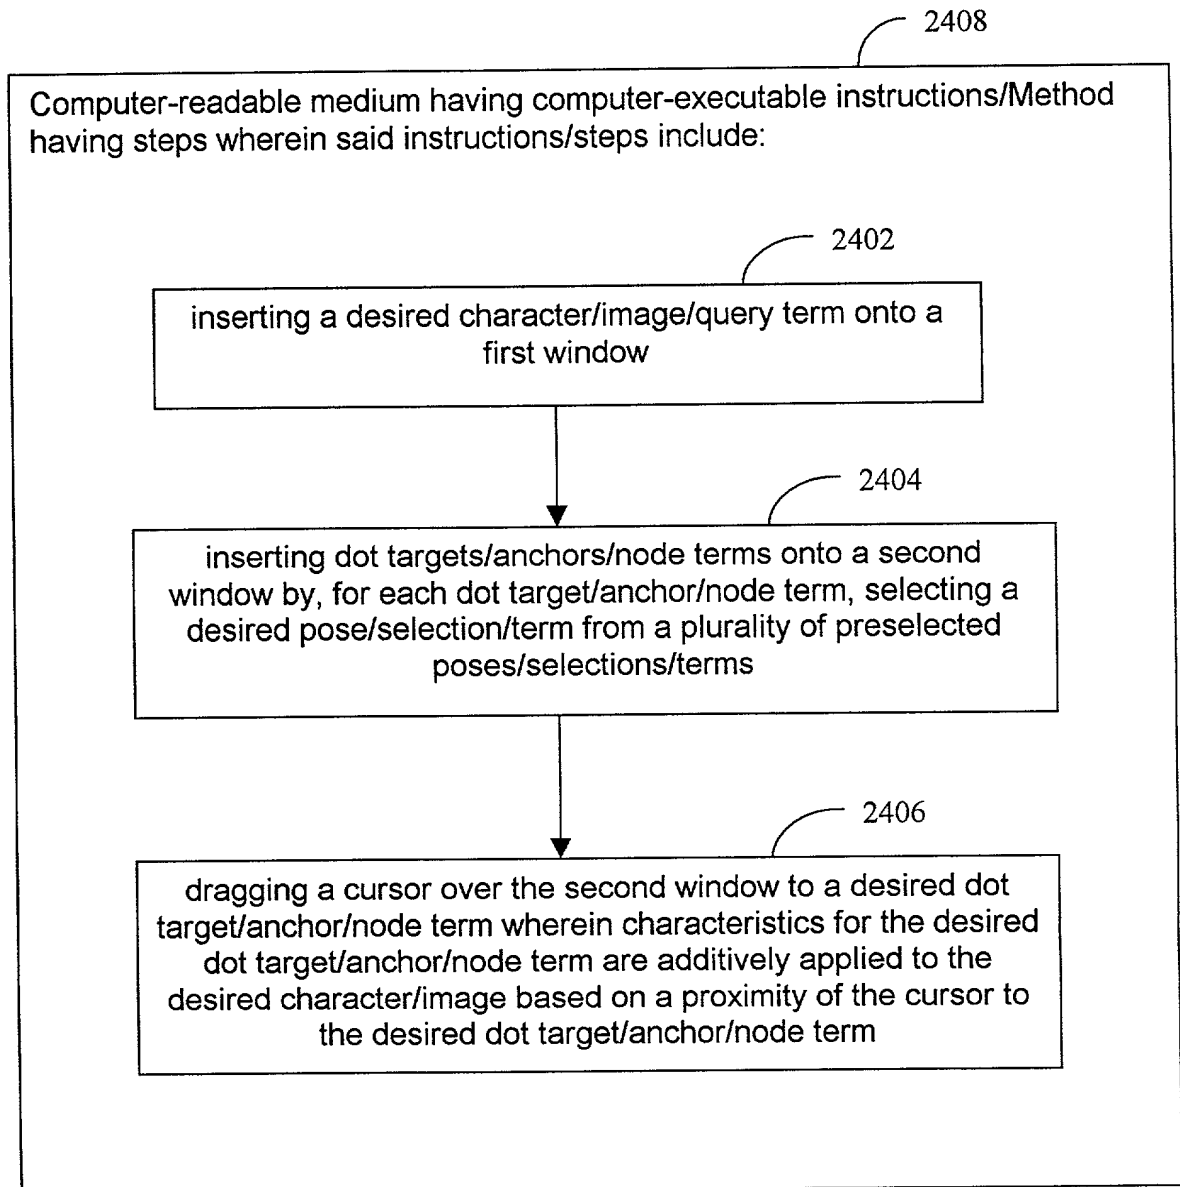 2408
Computer-readable medium having computer-executable instructions/Method
having steps wherein said instructions/steps include:
2402
inserting a desired character/image/query term onto a
first window
2404
inserting dot targets/anchors/node terms onto a second
window by, for each dot target/anchor/node term, selecting a
desired pose/selection/term from a plurality of preselected
poses/selections/terms
2406
dragging a cursor over the second window to a desired dot
target/anchor/node term wherein characteristics for the desired
dot target/anchor/node term are additively applied to the
desired character/image based on a proximity of the cursor to
the desired dot target/anchor/node term